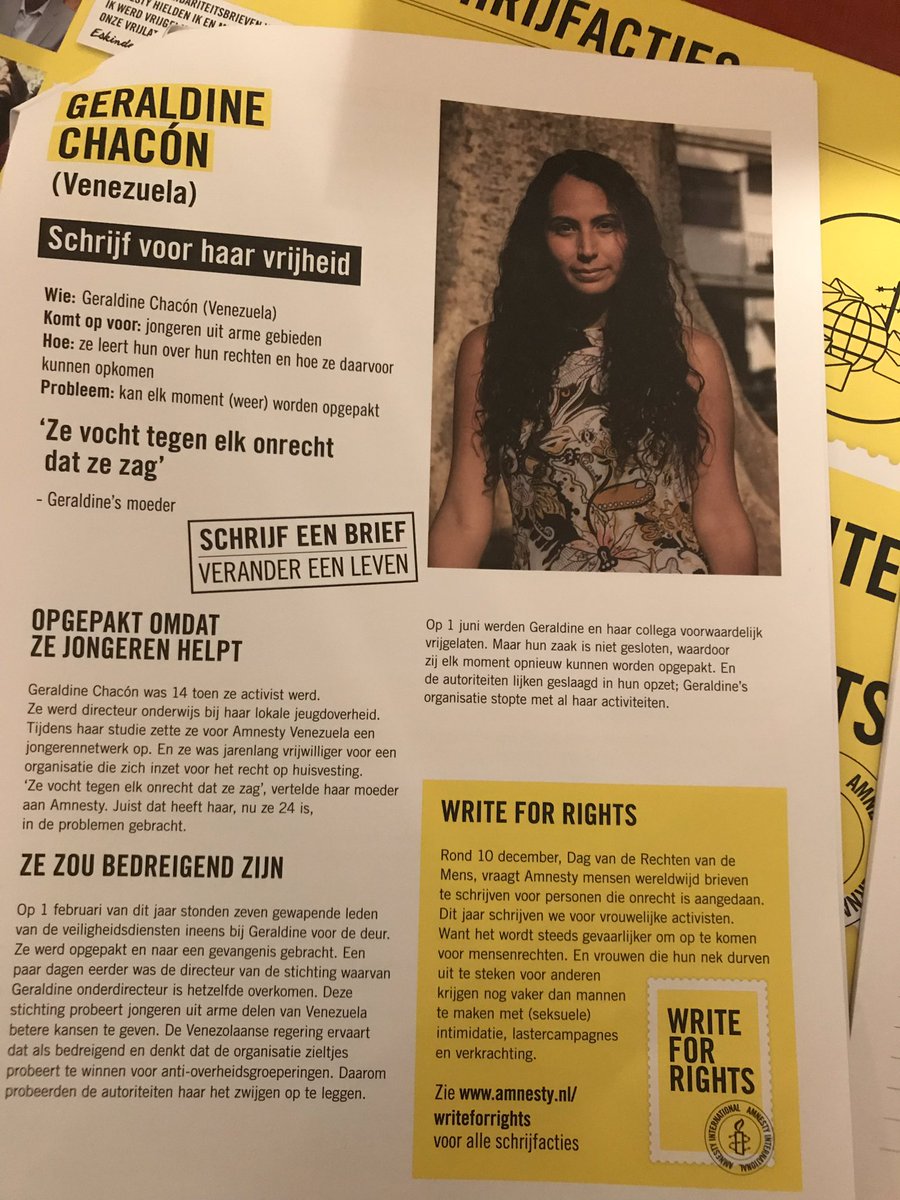 IK WERD
ONZE
Eskinde
SCHRIJFACTIES
GERALDINE
CHACÓN
(Venezuela)
Schrijf voor haar vrijheid
Wie: Geraldine Chacón (Venezuela)
Komt op voor: jongeren uit arme gebieden
Hoe: ze leert hun over hun rechten en hoe ze daarvoor
kunnen opkomen
Probleem: kan elk moment (weer) worden opgepakt
‘Ze vocht tegen elk onrecht
dat ze zag’
- Geraldine’s moeder
SCHRIJF EEN BRIEF
VERANDER EEN LEVEN
OPGEPAKT OMDAT
ZE JONGEREN HELPT
Geraldine Chacón was 14 toen ze activist werd.
Ze werd directeur onderwijs bij haar lokale jeugdoverheid.
Tijdens haar studie zette ze voor Amnesty Venezuela een
jongerennetwerk op. En ze was jarenlang vrijwilliger voor een
organisatie die zich inzet voor het recht op huisvesting.
‘Ze vocht tegen elk onrecht dat ze zag’, vertelde haar moeder
aan Amnesty. Juist dat heeft haar, nu ze 24 is,
in de problemen gebracht.
ZE ZOU BEDREIGEND ZIJN
Op 1 februari van dit jaar stonden zeven gewapende leden
van de veiligheidsdiensten ineens bij Geraldine voor de deur.
Ze werd opgepakt en naar een gevangenis gebracht. Een
paar dagen eerder was de directeur van de stichting waarvan
Geraldine onderdirecteur is hetzelfde overkomen. Deze
stichting probeert jongeren uit arme delen van Venezuela
betere kansen te geven. De Venezolaanse regering ervaart
dat als bedreigend en denkt dat de organisatie zieltjes
probeert te winnen voor anti-overheidsgroeperingen. Daarom
probeerden de autoriteiten haar het zwijgen op te leggen.
Op 1 juni werden Geraldine en haar collega voorwaardelijk
vrijgelaten. Maar hun zaak is niet gesloten, waardoor
zij elk moment opnieuw kunnen worden opgepakt. En
de autoriteiten lijken geslaagd in hun opzet; Geraldine’s
organisatie stopte met al haar activiteiten.
WRITE FOR RIGHTS
Rond 10 december, Dag van de Rechten van de
Mens, vraagt Amnesty mensen wereldwijd brieven
te schrijven voor personen die onrecht is aangedaan.
Dit jaar schrijven we voor vrouwelijke activisten.
Want het wordt steeds gevaarlijker om op te komen
voor mensenrechten. En vrouwen die hun nek durven
uit te steken voor anderen
krijgen nog vaker dan mannen
te maken met (seksuele)
intimidatie, lastercampagnes
en verkrachting.
Zie www.amnesty.nl/
writeforrights
voor alle schrijfacties
WRITE
FOR
RIGHTS
AMNESTY INTERNATIONAL AMNESTY INTERNATIONAL